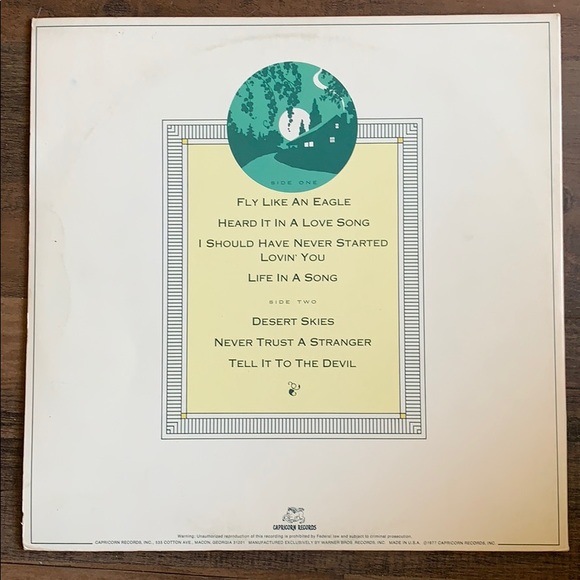 SIDE ONE
FLY LIKE AN EAGLE
HEARD IT IN A LOVE SONG
I SHOULD HAVE NEVER STARTED
LOVIN' YOU
LIFE IN A SONG
SIDE TWO
DESERT SKIES
NEVER TRUST A STRANGER
TELL IT TO THE DEVIL
CAPRICORN RECORDS
Warning: Unauthorized reproduction of this recording is prohibited by Federal law and subject to criminal prosecution.
CAPRICORN RECORDS, INC., 535 COTTON AVE., MACON, GEORGIA 31201 MANUFACTURED EXCLUSIVELY BY WARNER BROS. RECORDS, INC. MADE IN U.S.A. ©1977 CAPRICORN RECORDS, INC.